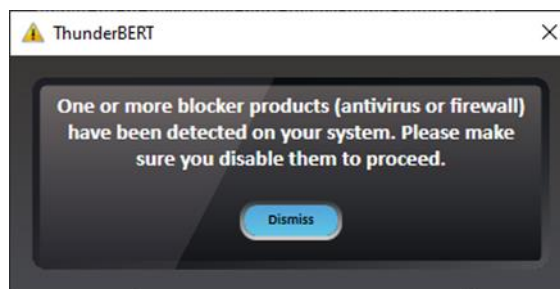 ThunderBERT
One or more blocker products (antivirus or firewall)
have been detected on your system. Please make
sure you disable them to proceed.
Dismiss